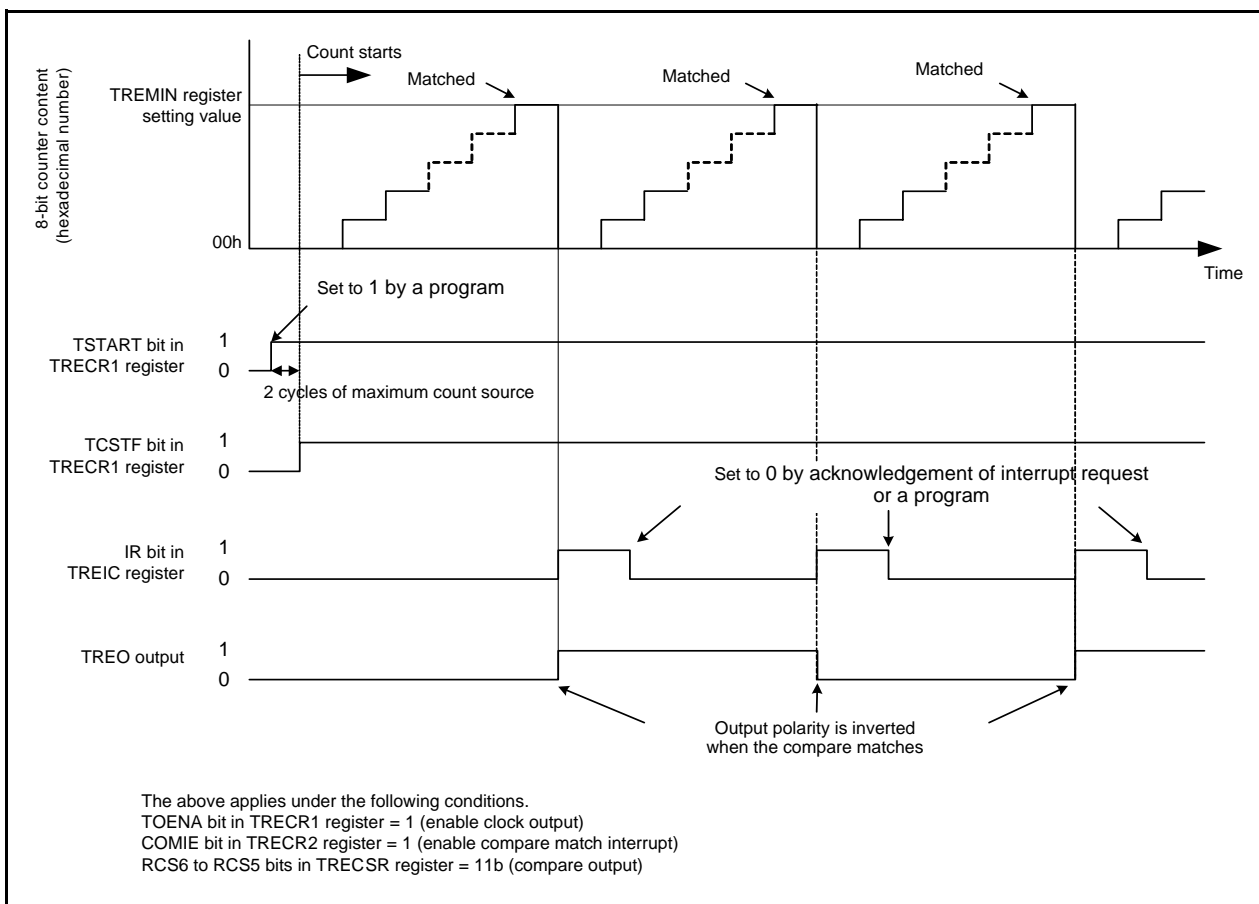 Count starts
Matched
Matched
Matched
8-bit counter content
(hexadecimal number)
TREMIN register
setting value
00h
Time
Set to 1 by a program
TSTART bit in
TRECR1 register
1
0
2 cycles of maximum count source
TCSTF bit in
TRECR1 register
1
0
Set to 0 by acknowledgement of interrupt request
or a program
IR bit in
TREIC register
1
0
TREO output
1
0
Output polarity is inverted
when the compare matches
The above applies under the following conditions.
TOENA bit in TRECR1 register = 1 (enable clock output)
COMIE bit in TRECR2 register = 1 (enable compare match interrupt)
RCS6 to RCS5 bits in TRECSR register = 11b (compare output)